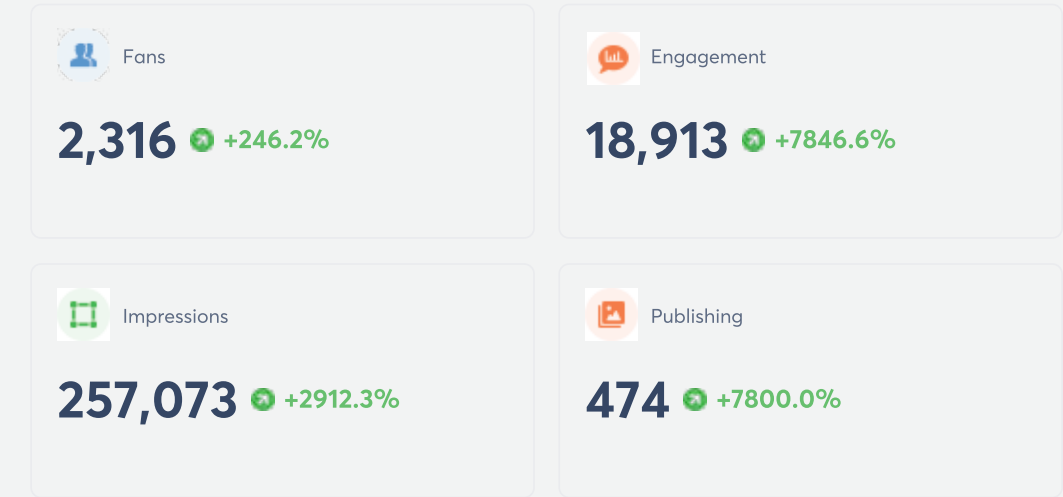 Fans
2,316 +246.2%
Engagement
18,913 +7846.6%
Impressions
257,073 +2912.3%
Publishing
474 +7800.0%